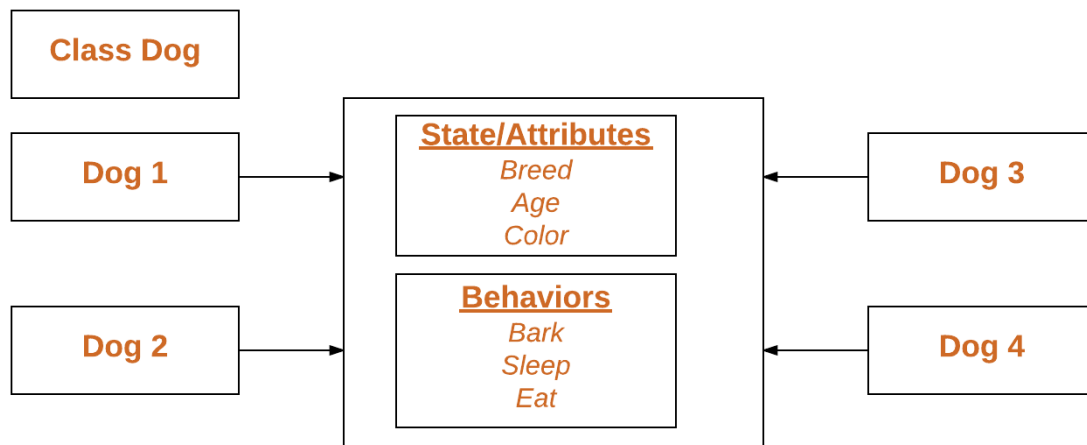 Class Dog
Dog 1
Dog 2
State/Attributes
Breed
Age
Color
Behaviors
Bark
Sleep
Eat
Dog 3
Dog 4